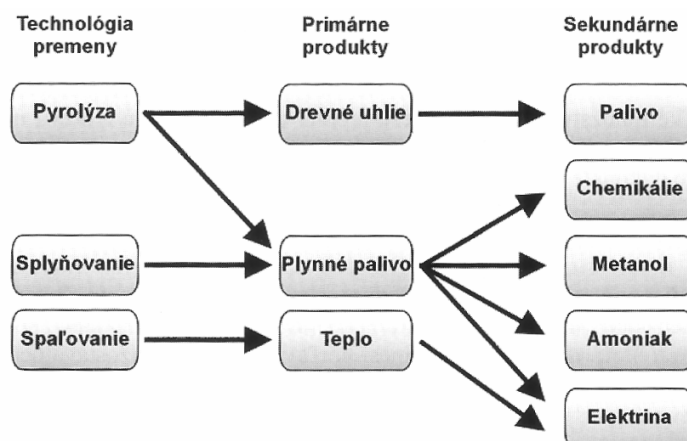 Technológia
premeny
Primárne
produkty
Sekundárne
produkty
Pyrolýza
Drevné uhlie
Palivo
Chemikálie
Splyňovanie
Plynné palivo
Metanol
Spaľovanie
Teplo
Amoniak
Elektrina